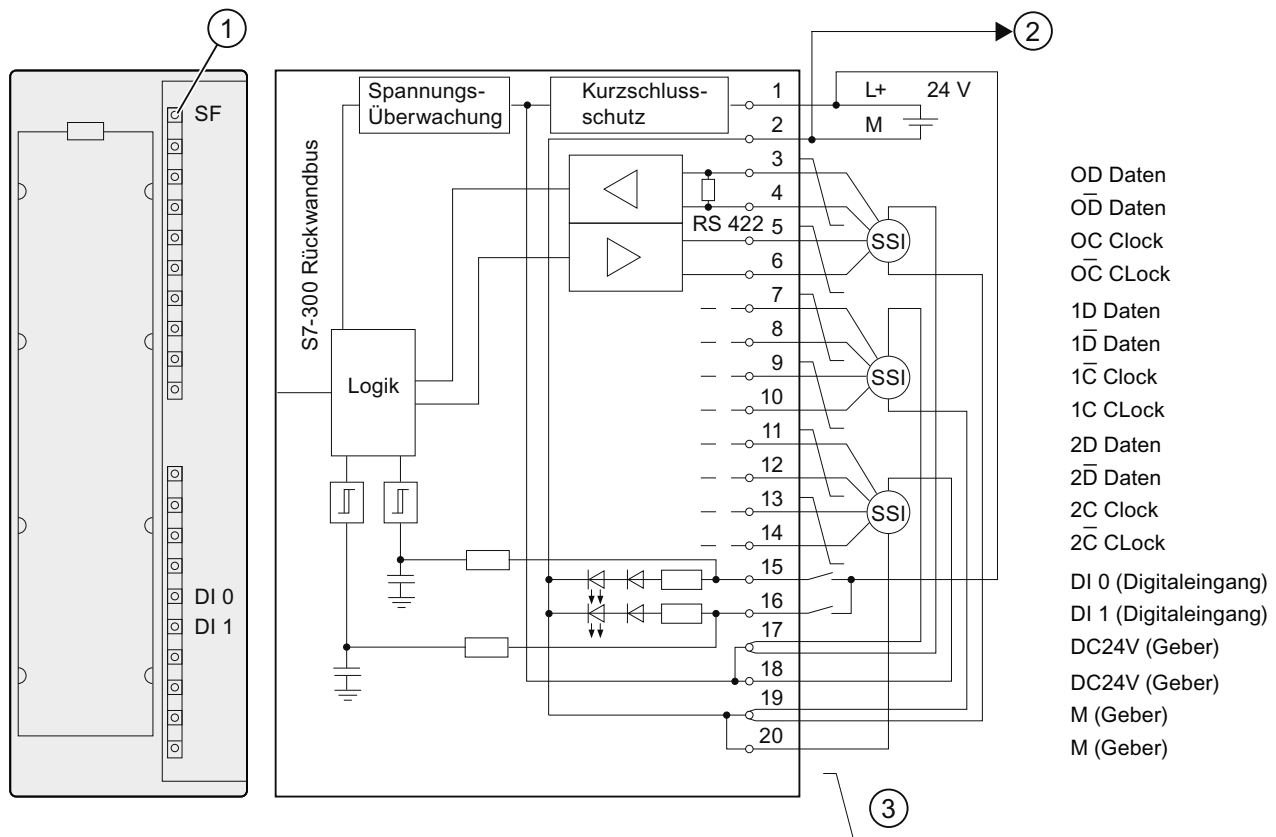 1
2
SF
Spannungs-
Überwachung
Kurzschluss-
schutz
1
L+
24 V
2
M
3
4
RS 422
5
6
7
8
9
10
11
12
13
14
15
16
17
18
19
20
S7-300 Rückwandbus
Logik
SSI
SSI
SSI
DI 0
DI 1
OD Daten
OD̅ Daten
OC Clock
OC̅ CLock
1D Daten
1D̅ Daten
1C̅ Clock
1C CLock
2D Daten
2D̅ Daten
2C Clock
2C̅ CLock
DI 0 (Digitaleingang)
DI 1 (Digitaleingang)
DC24V (Geber)
DC24V (Geber)
M (Geber)
M (Geber)
3